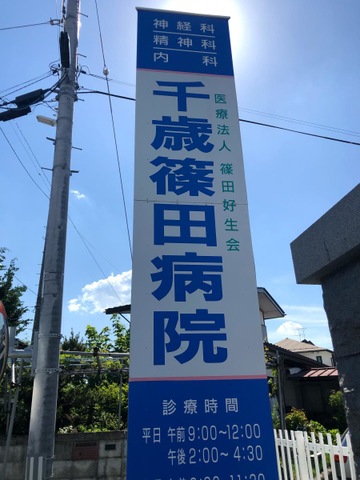 神経科
精神科
内科
医療法人 篠田好生会
千歳篠田病院
診療時間
平日 午前 9:00〜12:00
午後 2:00〜4:30